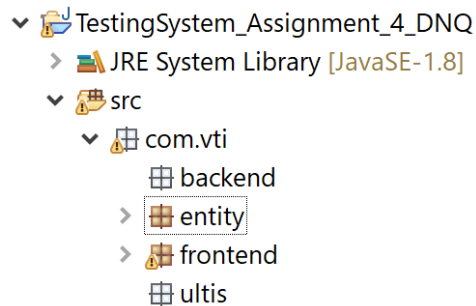 TestingSystem_Assignment_4_DNQ
JRE System Library [JavaSE-1.8]
src
com.vti
backend
entity
frontend
ultis